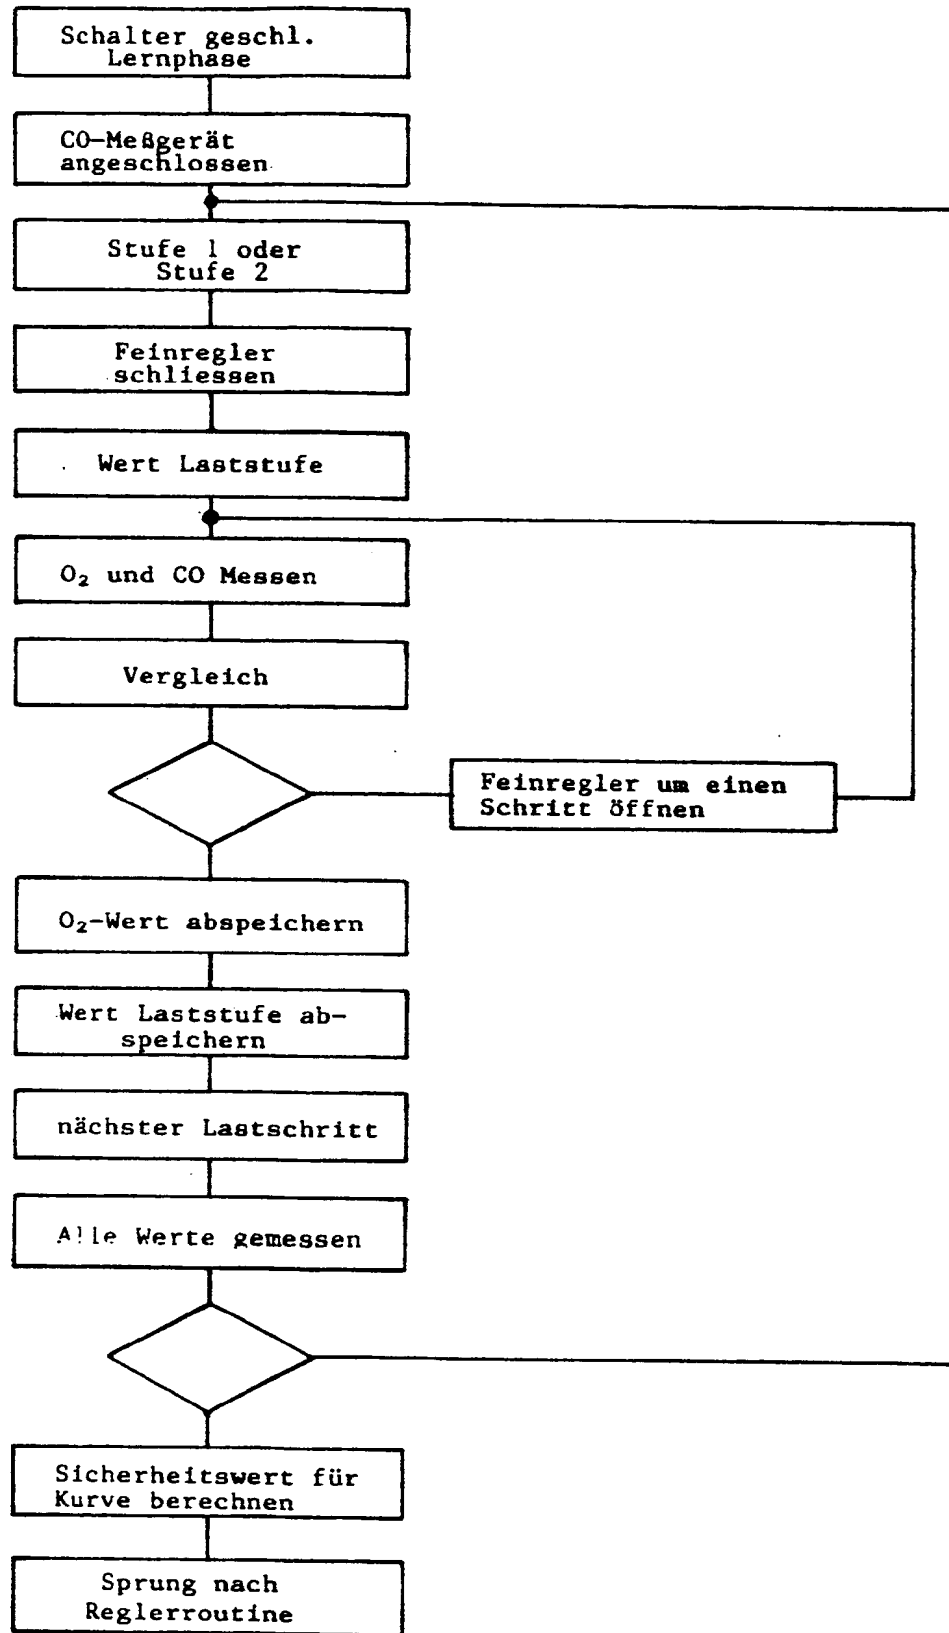 Schalter geschl.
Lernphase
CO-Meßgerät
angeschlossen
Stufe 1 oder
Stufe 2
Feinregler
schliessen
Wert Laststufe
O₂ und CO Messen
Vergleich
Feinregler um einen
Schritt öffnen
O₂-Wert abspeichern
Wert Laststufe ab-
speichern
nächster Lastschritt
Alle Werte gemessen
Sicherheitswert für
Kurve berechnen
Sprung nach
Reglerroutine